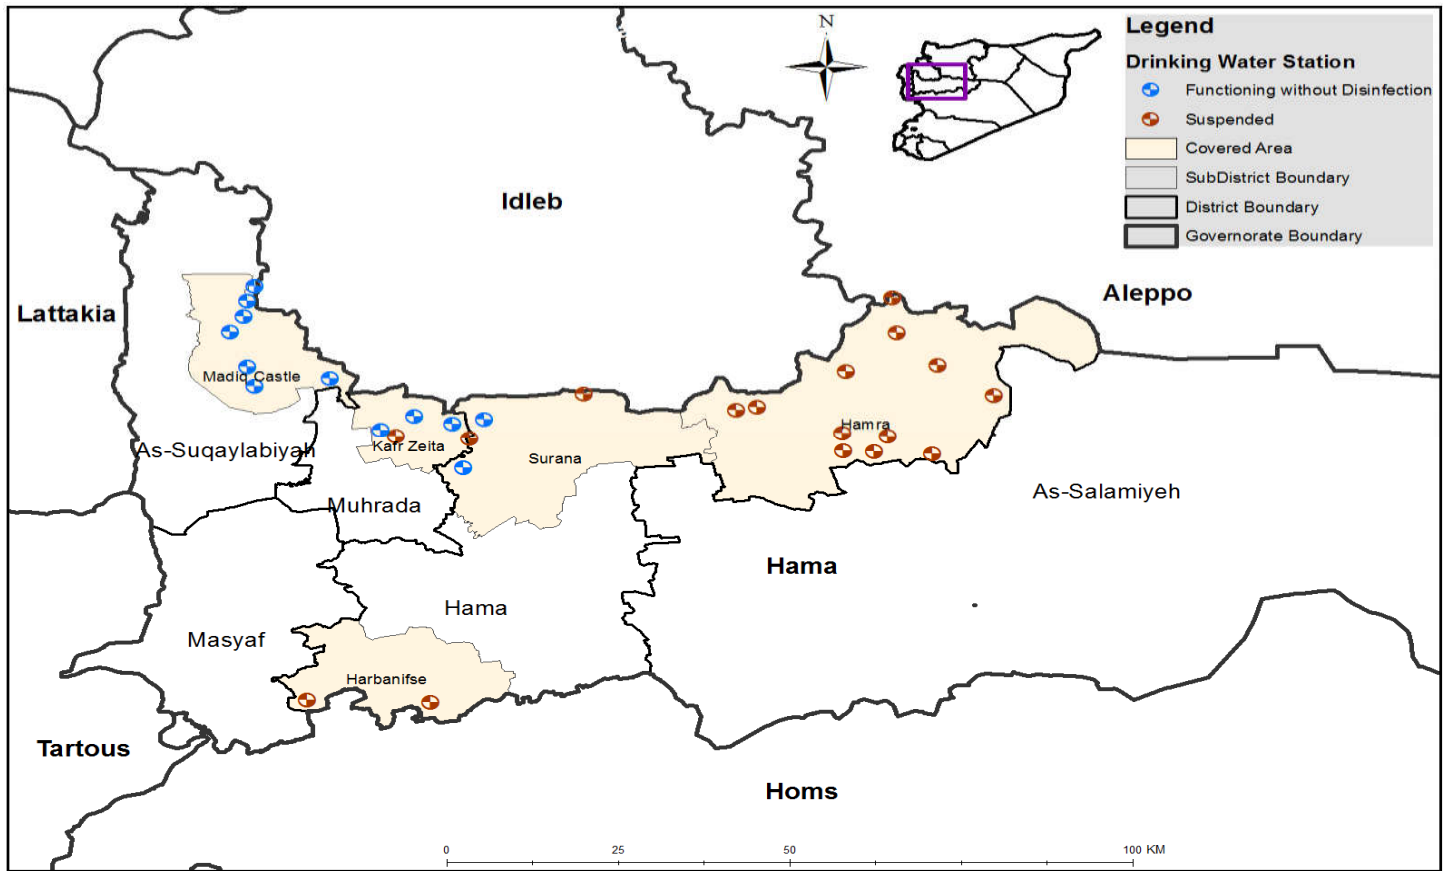 N
Legend
Drinking Water Station
Functioning without Disinfection
Suspended
Covered Area
SubDistrict Boundary
District Boundary
Governorate Boundary
Idleb
Aleppo
Lattakia
Madiq Castle
Hamra
As-Suqaylabiyah
Kafr Zeita
Surana
As-Salamiyeh
Muhrada
Hama
Hama
Masyaf
Harbanifse
Tartous
Homs
0 25 50 100 KM